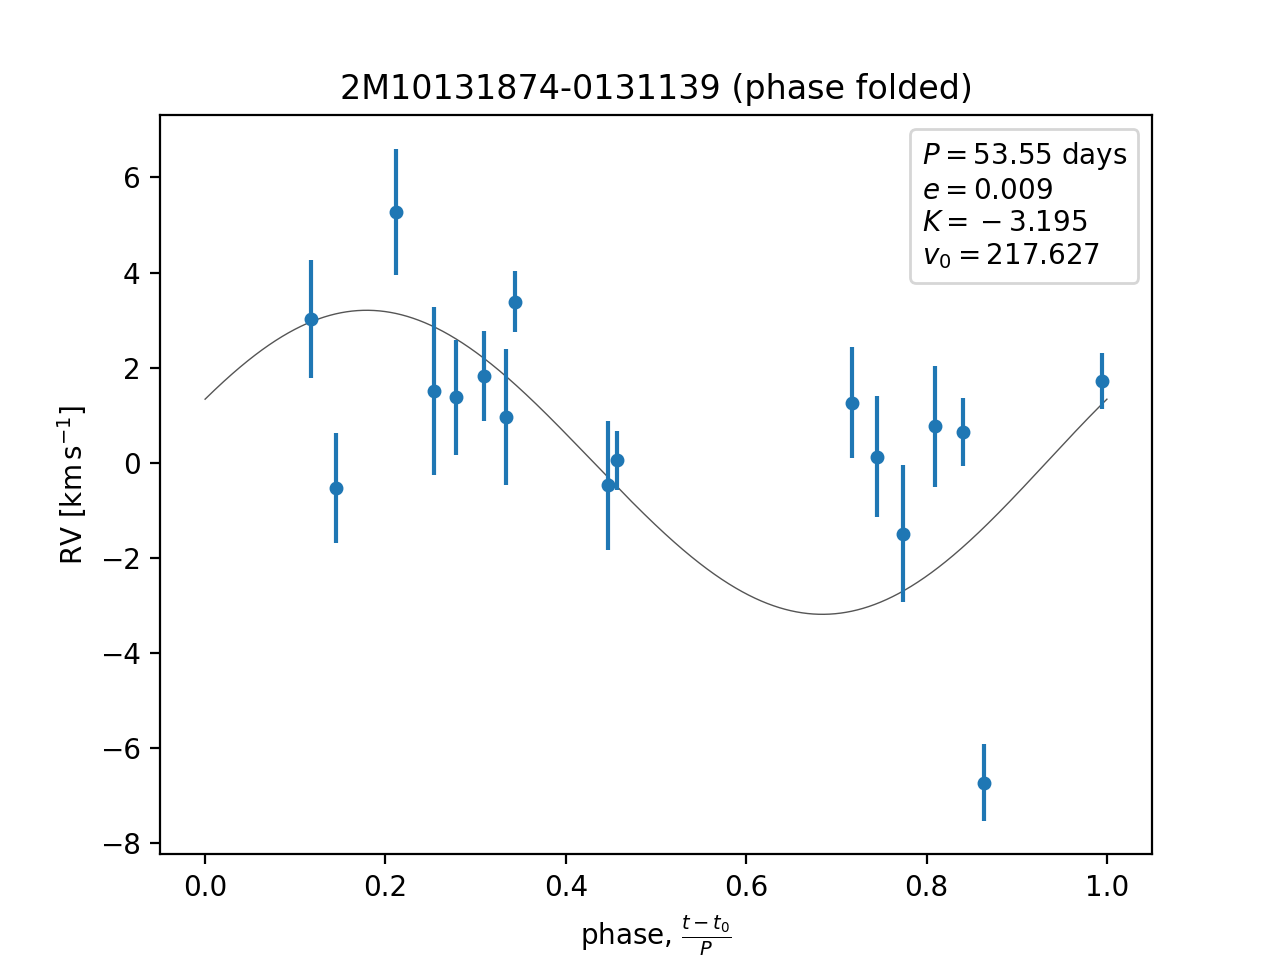 2M10131874-0131139 (phase folded)
P = 53.55 days
e = 0.009
K = −3.195
v₀ = 217.627
6
4
2
0
−2
−4
−6
−8
RV [km s⁻¹]
0.0 0.2 0.4 0.6 0.8 1.0
phase, (t − t₀)/P